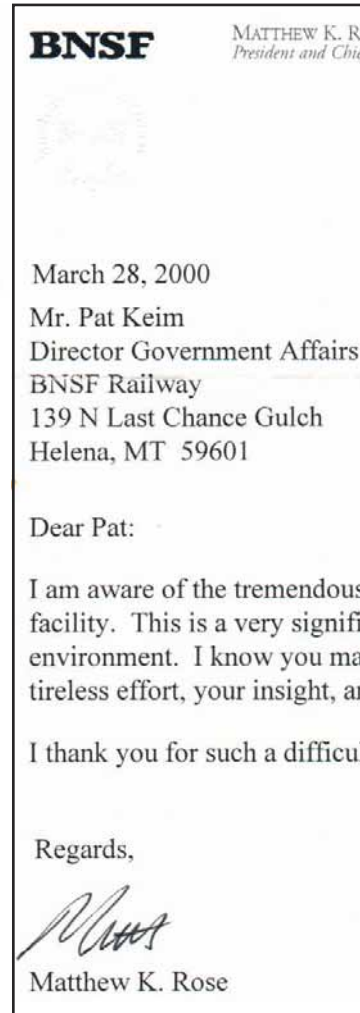 BNSF
MATTHEW K. R
President and Chi
March 28, 2000
Mr. Pat Keim
Director Government Affairs
BNSF Railway
139 N Last Chance Gulch
Helena, MT 59601
Dear Pat:
I am aware of the tremendous
facility. This is a very signifi
environment. I know you ma
tireless effort, your insight, a
I thank you for such a difficul
Regards,
Matt
Matthew K. Rose